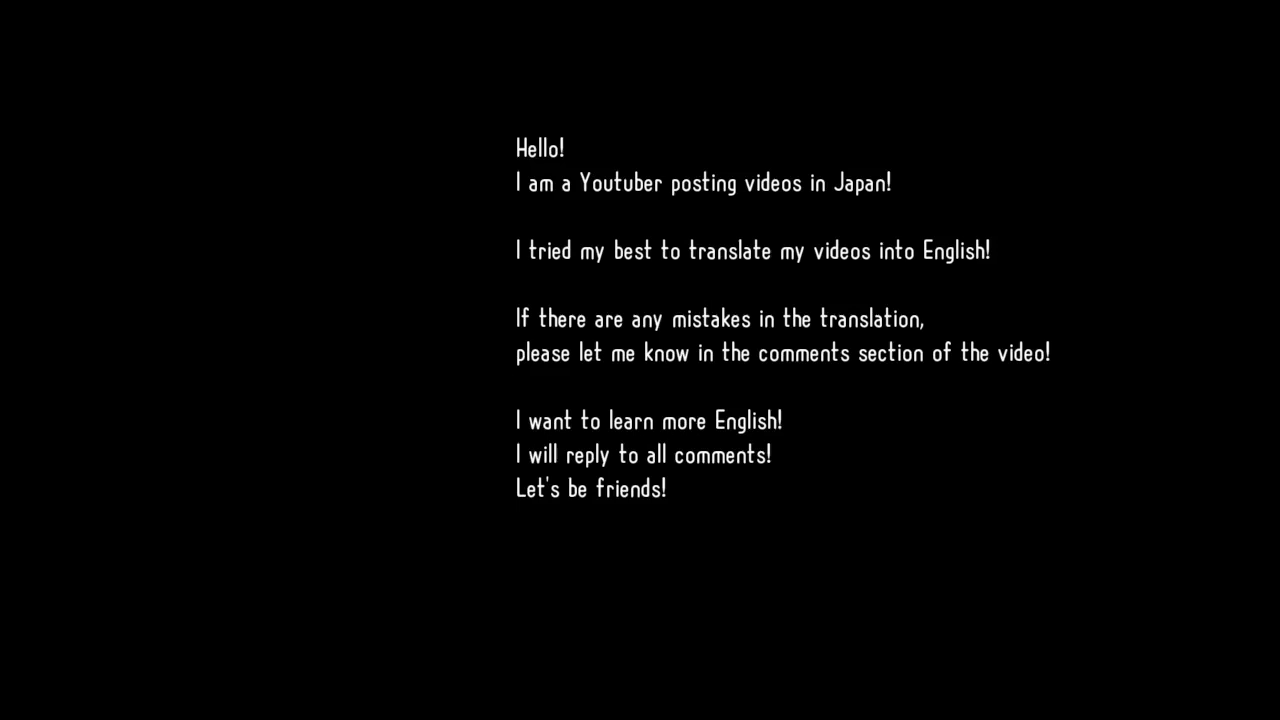 Hello!
I am a Youtuber posting videos in Japan!
I tried my best to translate my videos into English!
If there are any mistakes in the translation,
please let me know in the comments section of the video!
I want to learn more English!
I will reply to all comments!
Let's be friends!